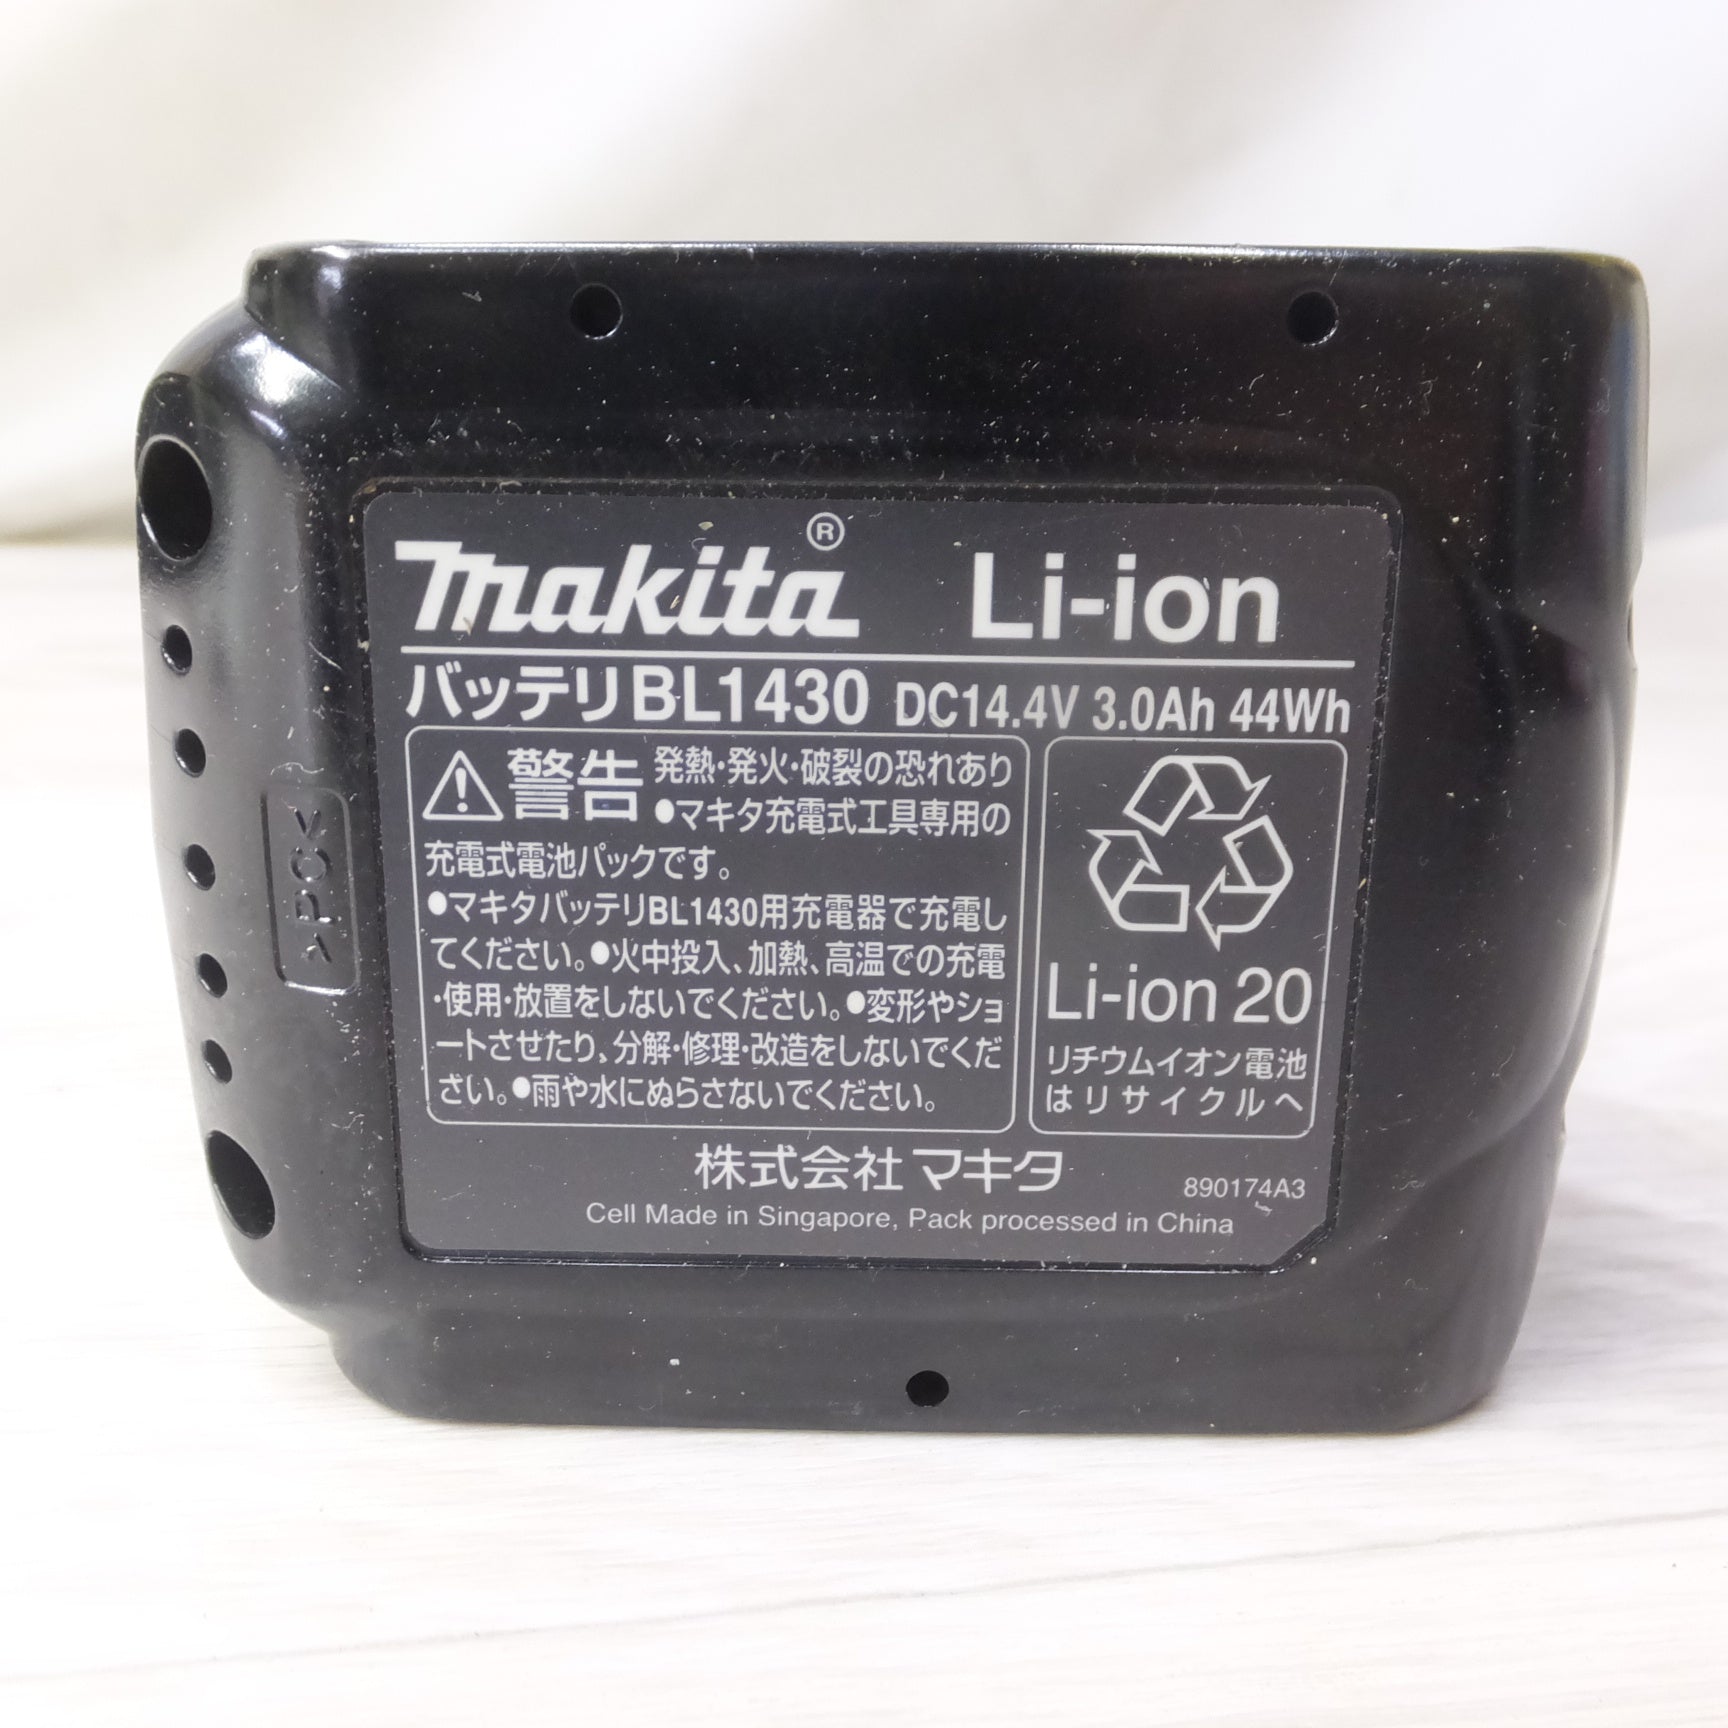 makita® Li-ion
バッテリBL1430 DC14.4V 3.0Ah 44Wh
警告 発熱・発火・破裂の恐れあり
●マキタ充電式工具専用の
充電式電池パックです。
●マキタバッテリBL1430用充電器で充電し
てください。●火中投入、加熱、高温での充電
・使用・放置をしないでください。●変形やショ
ートさせたり、分解・修理・改造をしないでくだ
さい。●雨や水にぬらさないでください。
Li-ion 20
リチウムイオン電池
はリサイクルへ
株式会社マキタ
890174A3
Cell Made in Singapore, Pack processed in China
>PC<